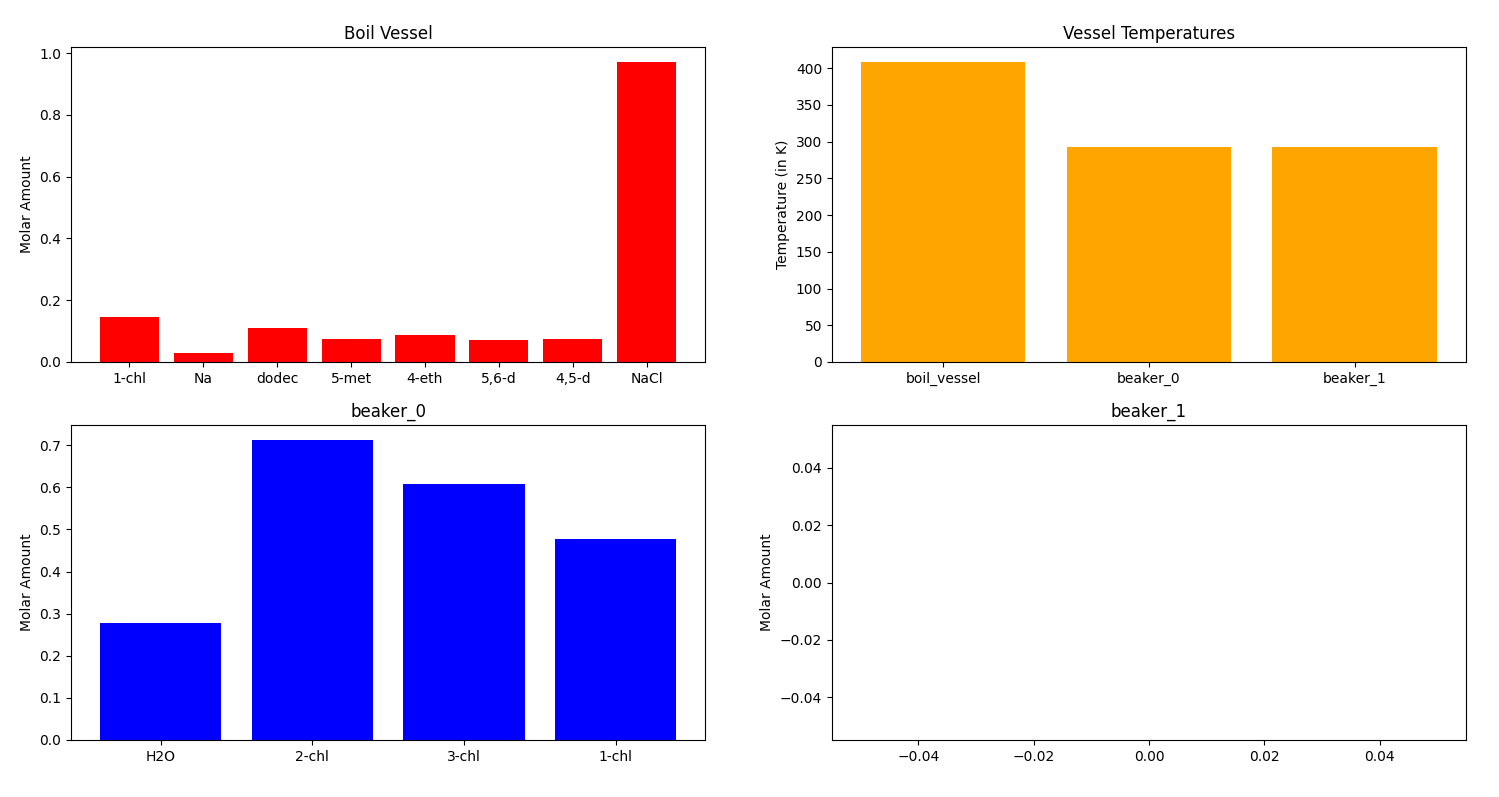 Boil Vessel
Molar Amount
1.0
0.8
0.6
0.4
0.2
0.0
1-chl Na dodec 5-met 4-eth 5,6-d 4,5-d NaCl
Vessel Temperatures
Temperature (in K)
400
350
300
250
200
150
100
50
0
boil_vessel beaker_0 beaker_1
beaker_0
Molar Amount
0.7
0.6
0.5
0.4
0.3
0.2
0.1
0.0
H2O 2-chl 3-chl 1-chl
beaker_1
Molar Amount
0.04
0.02
0.00
−0.02
−0.04
−0.04 −0.02 0.00 0.02 0.04